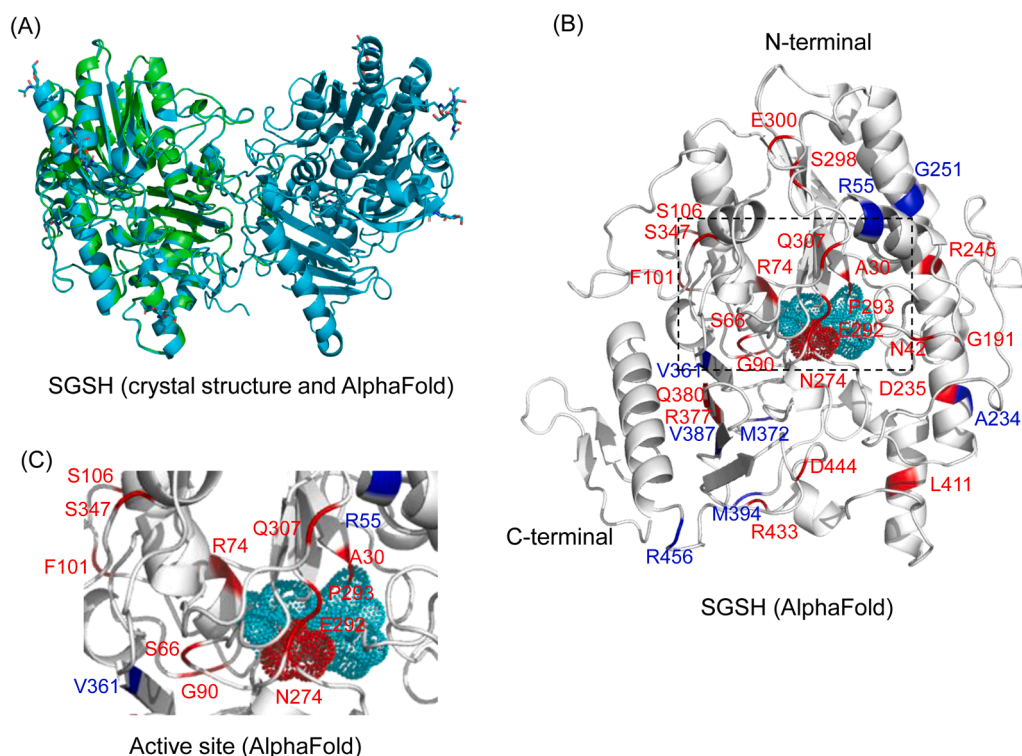 (A)
SGSH (crystal structure and AlphaFold)
(B)
N-terminal
E300
S298
G251
R55
S106
S347
Q307
R245
F101
R74
A30
P293
S66
E292
N42
G191
G90
V361
N274
D235
Q380
R377
A234
V387
M372
D444
L411
M394
R433
C-terminal
R456
SGSH (AlphaFold)
(C)
S106
S347
Q307
R55
R74
A30
F101
P293
E292
S66
V361
G90
N274
Active site (AlphaFold)